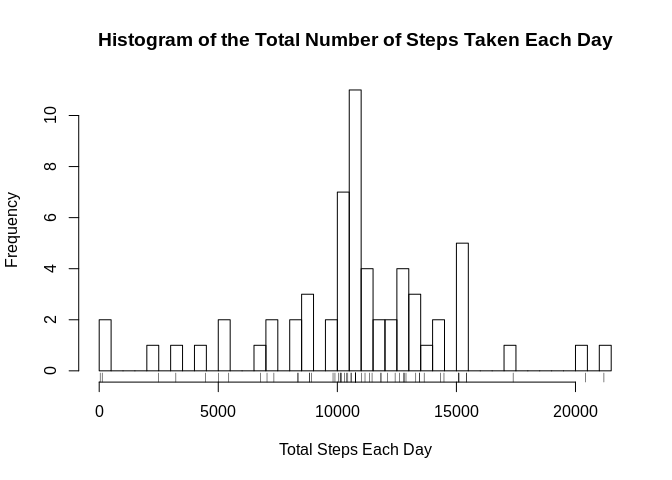 Histogram of the Total Number of Steps Taken Each Day
Frequency
10
8
6
4
2
0
0 5000 10000 15000 20000
Total Steps Each Day